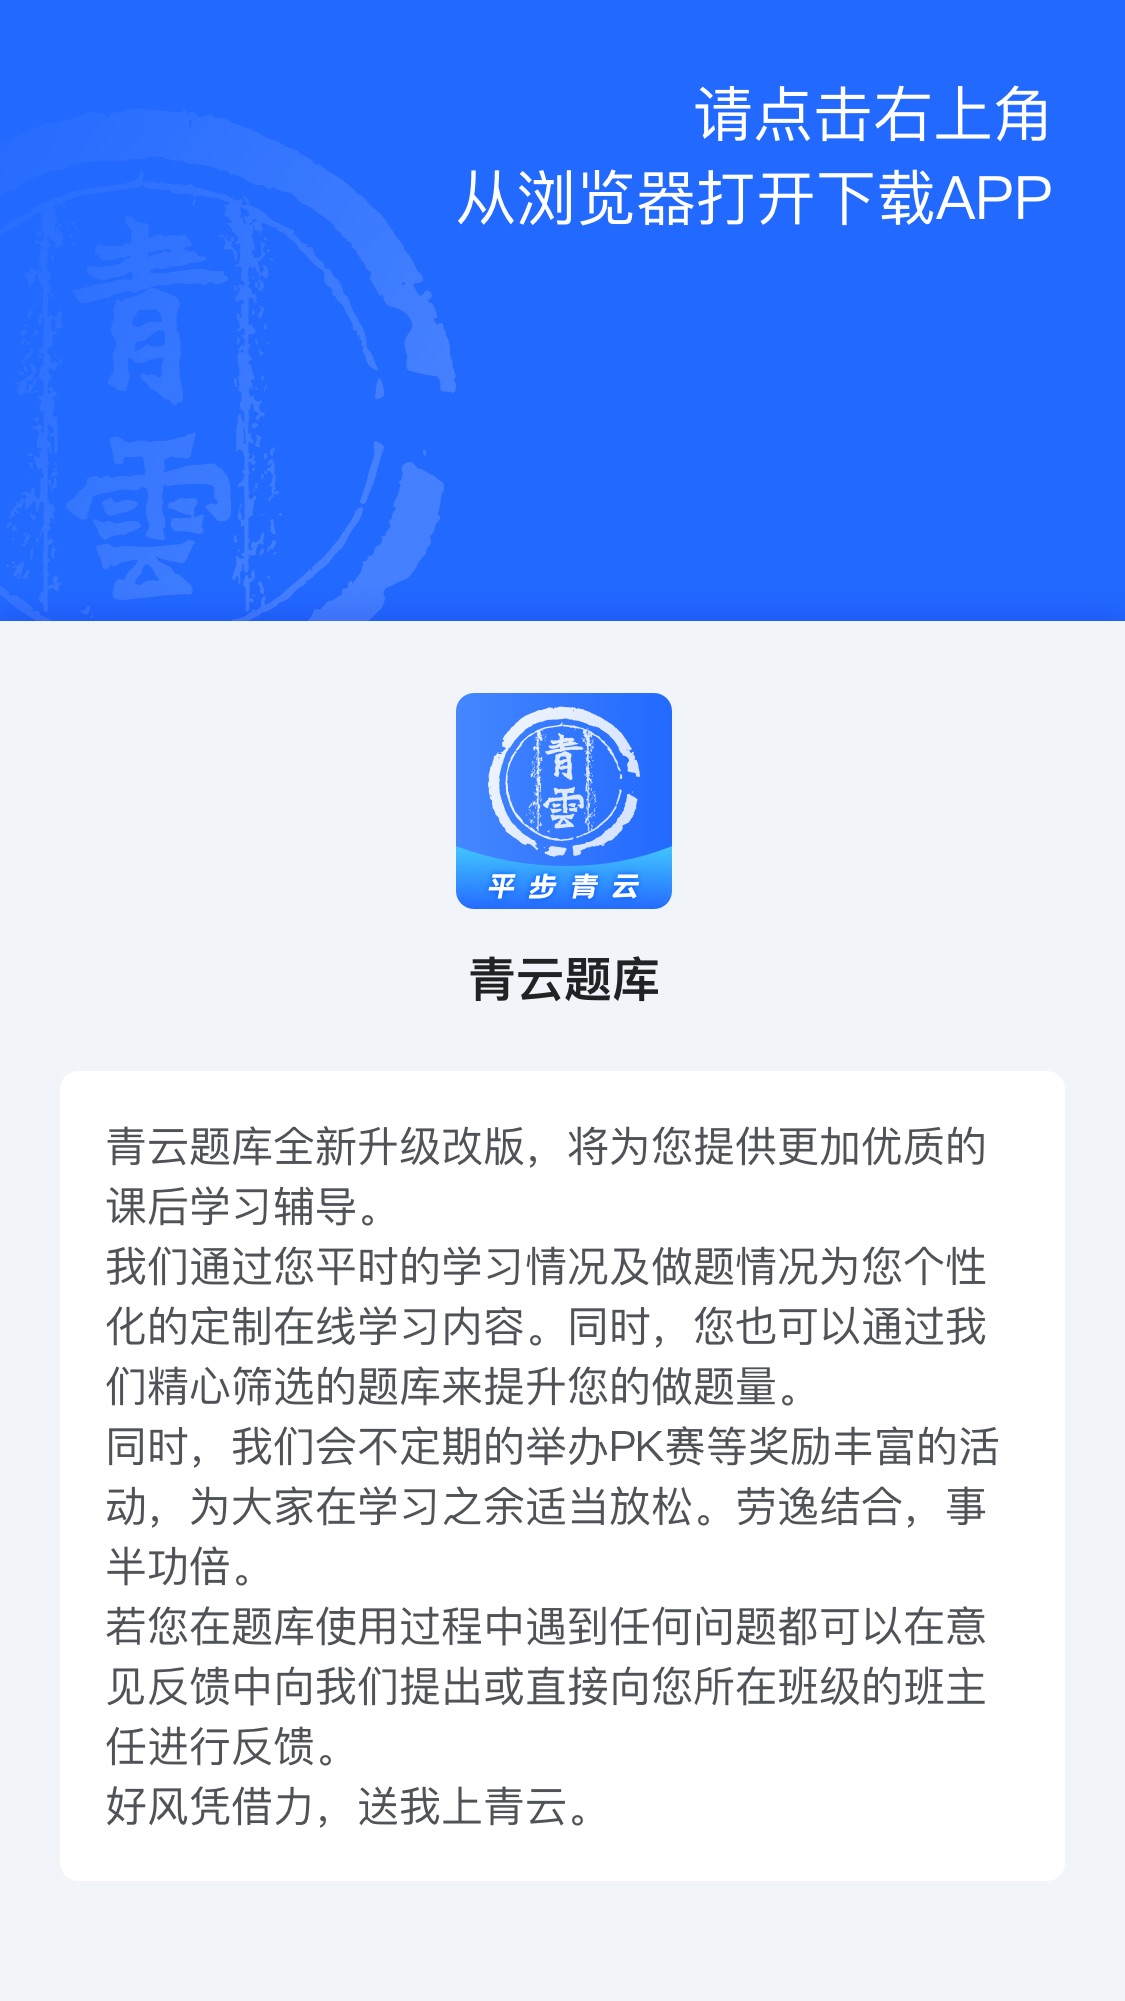 请点击右上角
从浏览器打开下载APP
青
雲
青
雲
平步青云
青云题库
青云题库全新升级改版，将为您提供更加优质的
课后学习辅导。
我们通过您平时的学习情况及做题情况为您个性
化的定制在线学习内容。同时，您也可以通过我
们精心筛选的题库来提升您的做题量。
同时，我们会不定期的举办PK赛等奖励丰富的活
动，为大家在学习之余适当放松。劳逸结合，事
半功倍。
若您在题库使用过程中遇到任何问题都可以在意
见反馈中向我们提出或直接向您所在班级的班主
任进行反馈。
好风凭借力，送我上青云。